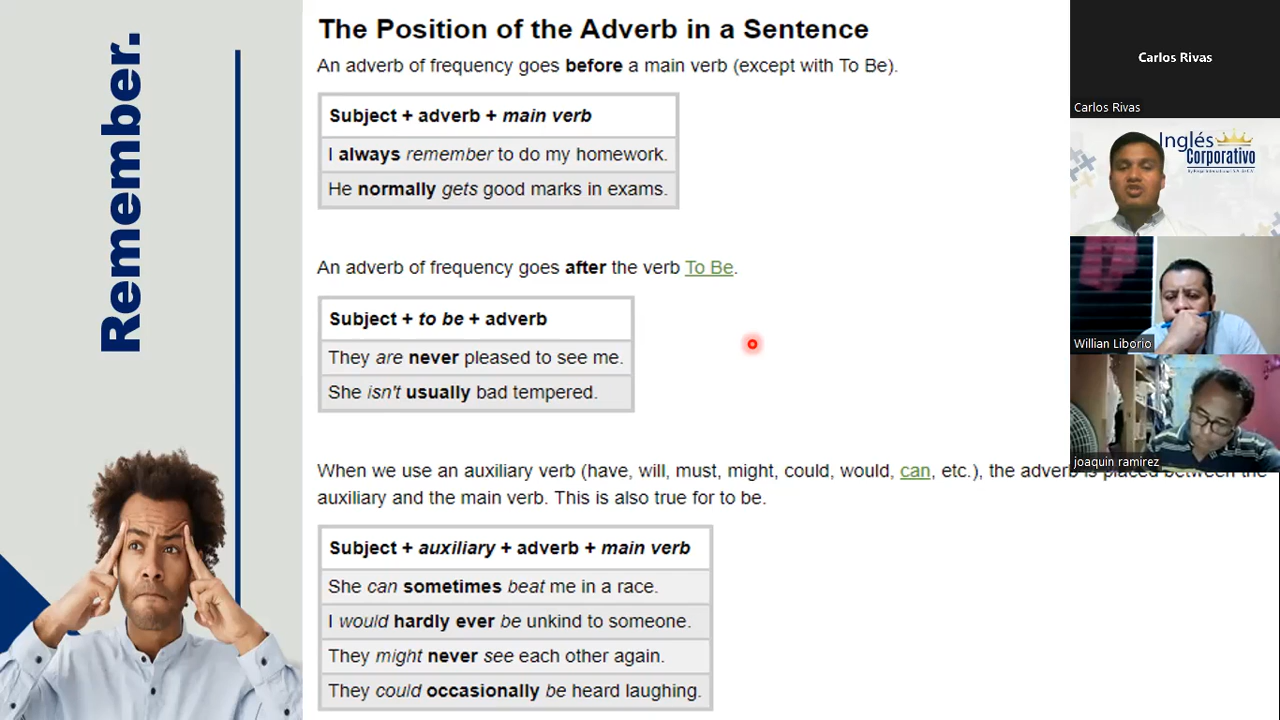 Remember.
The Position of the Adverb in a Sentence
An adverb of frequency goes before a main verb (except with To Be).
Subject + adverb + main verb
I always remember to do my homework.
He normally gets good marks in exams.
An adverb of frequency goes after the verb To Be.
Subject + to be + adverb
They are never pleased to see me.
She isn't usually bad tempered.
When we use an auxiliary verb (have, will, must, might, could, would, can, etc.), the adverb is placed between the
auxiliary and the main verb. This is also true for to be.
Subject + auxiliary + adverb + main verb
She can sometimes beat me in a race.
I would hardly ever be unkind to someone.
They might never see each other again.
They could occasionally be heard laughing.
Carlos Rivas
Carlos Rivas
Inglés
Corporativo
Willian Liborio
joaquin ramirez